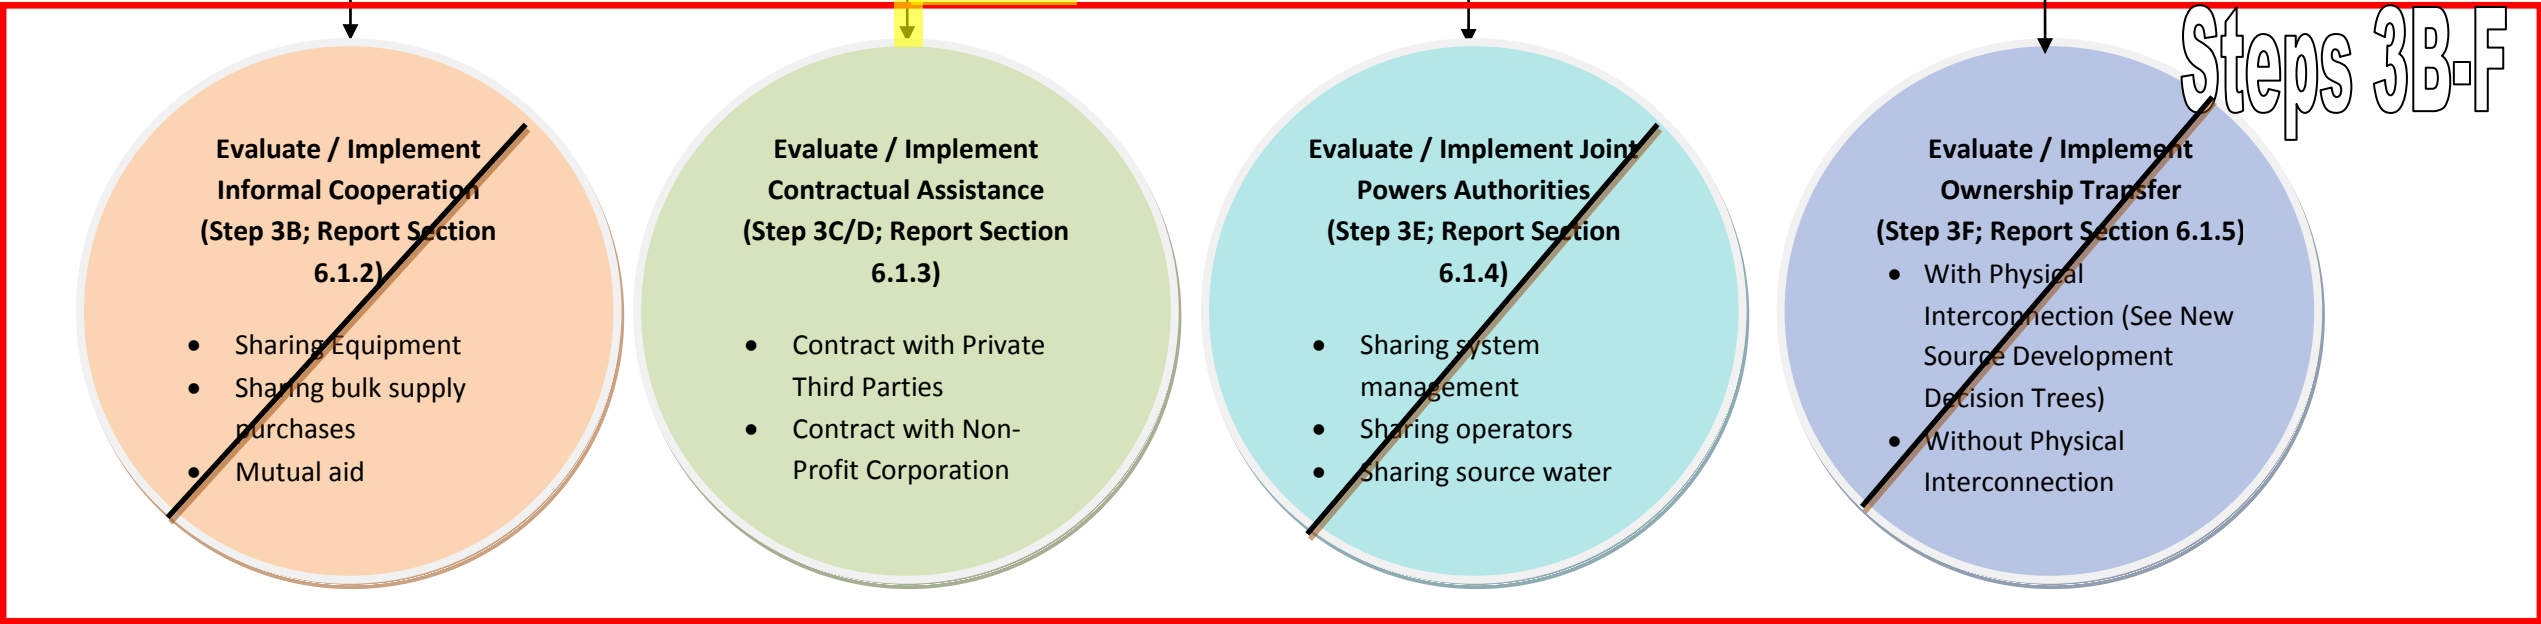 Steps 3B-F
Evaluate / Implement
Informal Cooperation
(Step 3B; Report Section
6.1.2)
• Sharing Equipment
• Sharing bulk supply
purchases
• Mutual aid
Evaluate / Implement
Contractual Assistance
(Step 3C/D; Report Section
6.1.3)
• Contract with Private
Third Parties
• Contract with Non-
Profit Corporation
Evaluate / Implement Joint
Powers Authorities
(Step 3E; Report Section
6.1.4)
• Sharing system
management
• Sharing operators
• Sharing source water
Evaluate / Implement
Ownership Transfer
(Step 3F; Report Section 6.1.5)
• With Physical
Interconnection (See New
Source Development
Decision Trees)
• Without Physical
Interconnection